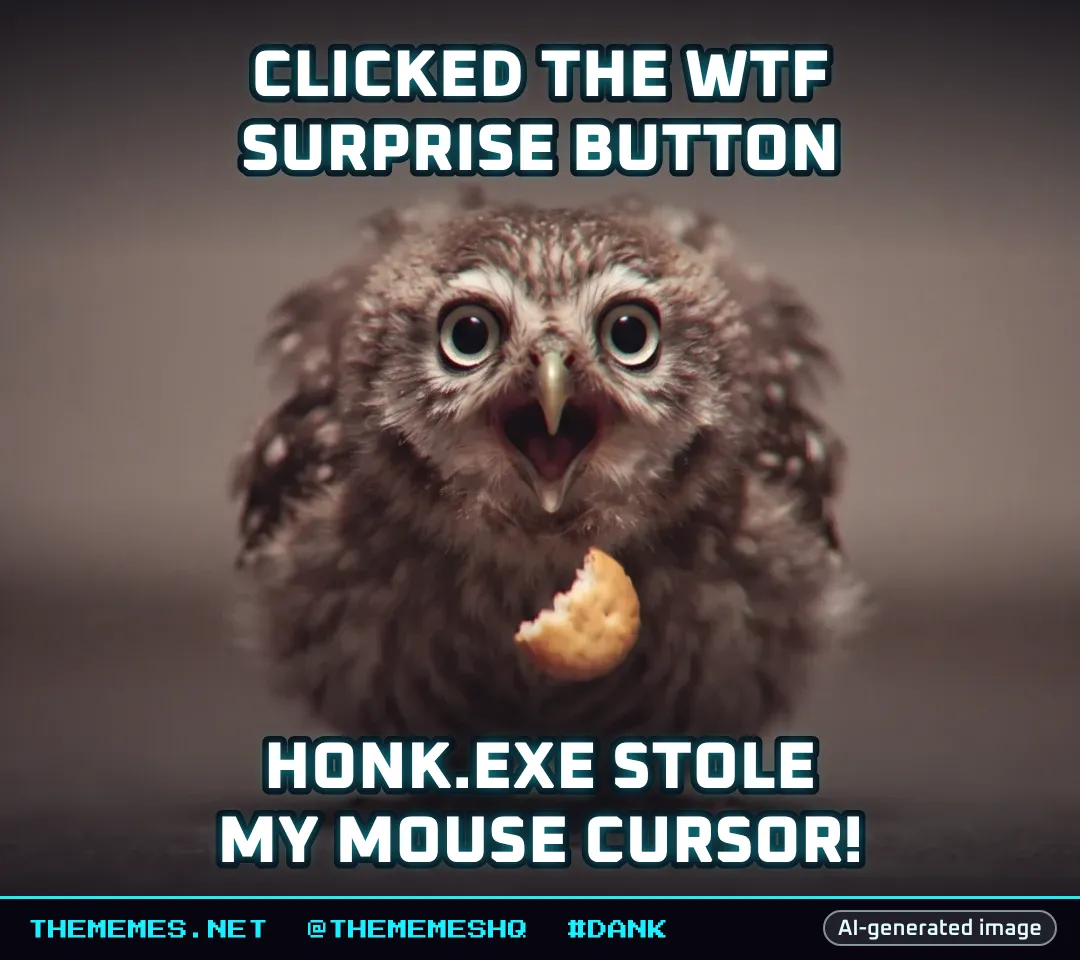 CLICKED THE WTF
SURPRISE BUTTON
HONK.EXE STOLE
MY MOUSE CURSOR!
THEMEMES.NET @THEMEMESHQ #DANK AI-generated image